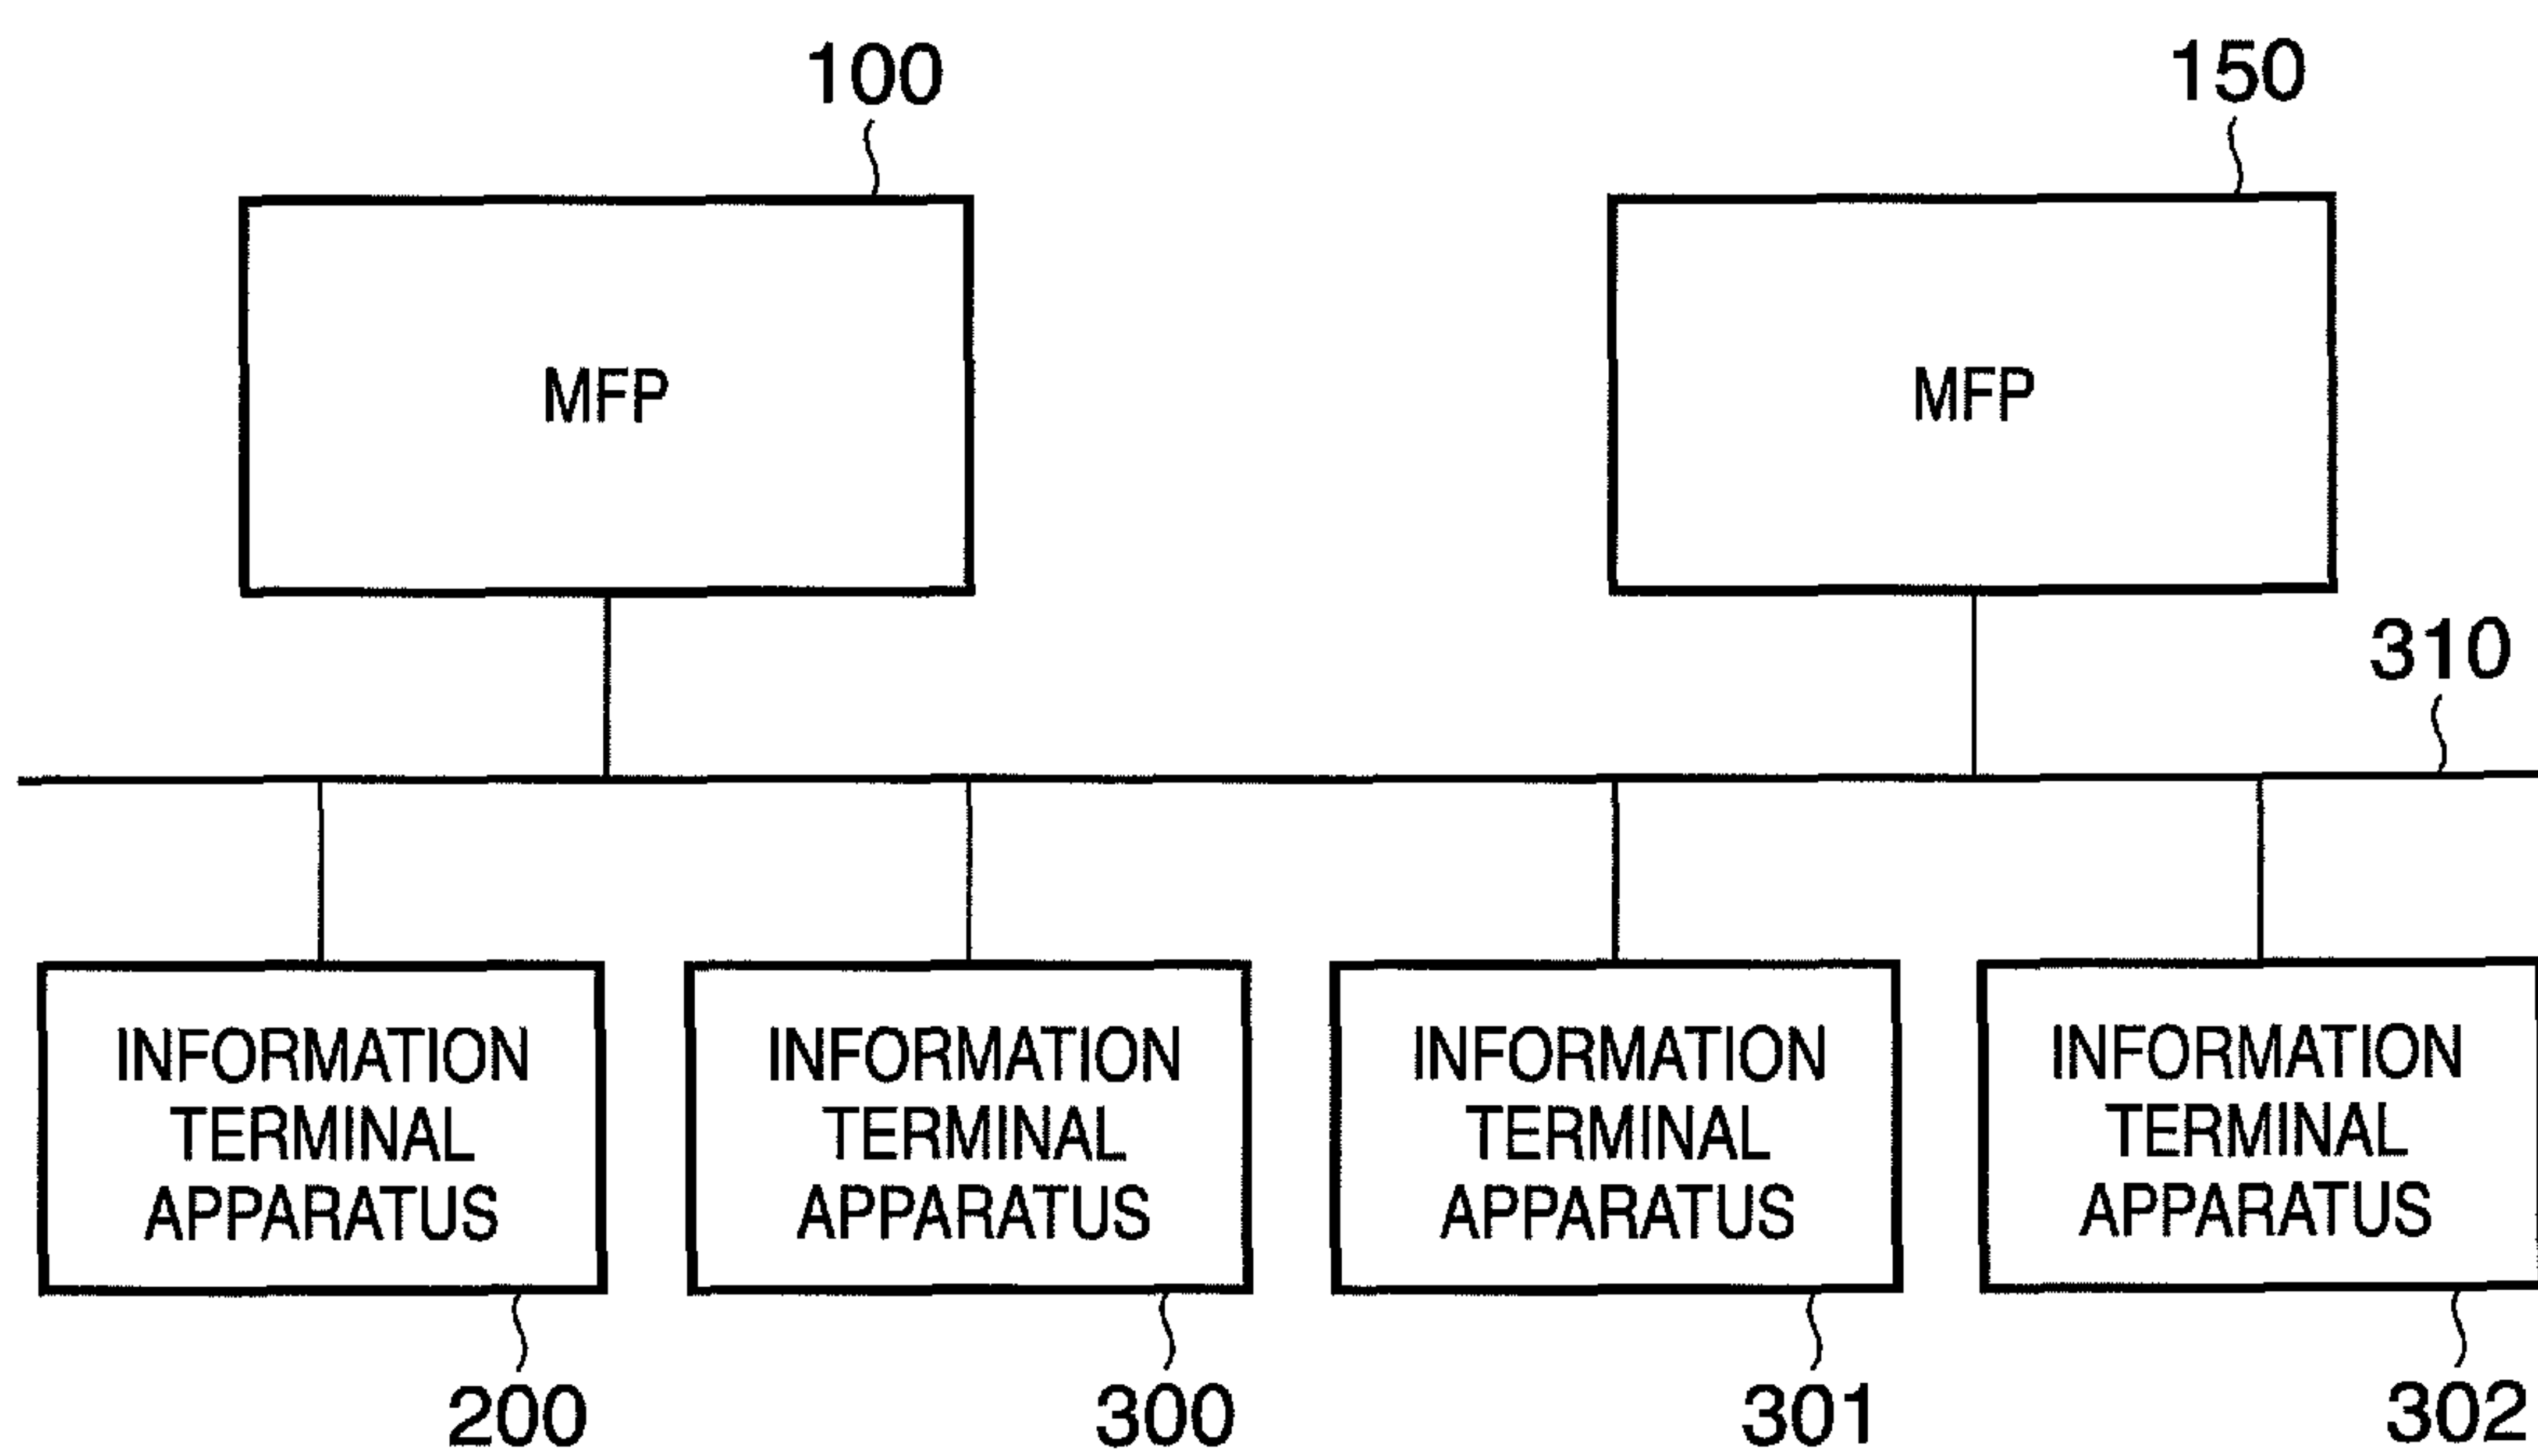 100
150
MFP
MFP
310
INFORMATION
TERMINAL
APPARATUS
INFORMATION
TERMINAL
APPARATUS
INFORMATION
TERMINAL
APPARATUS
INFORMATION
TERMINAL
APPARATUS
200
300
301
302